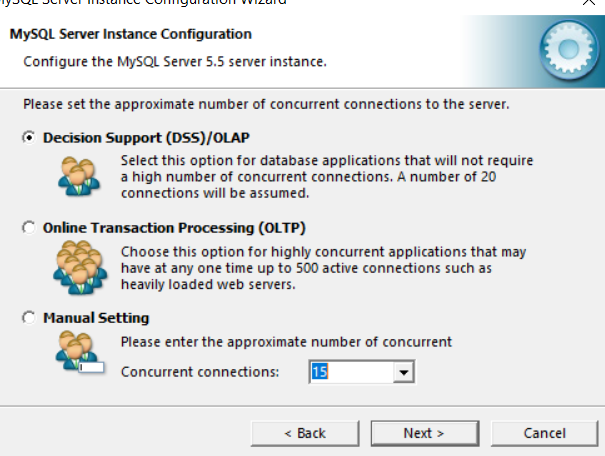 MySQL Server Instance Configuration Wizard
MySQL Server Instance Configuration
Configure the MySQL Server 5.5 server instance.
Please set the approximate number of concurrent connections to the server.
Decision Support (DSS)/OLAP
Select this option for database applications that will not require
a high number of concurrent connections. A number of 20
connections will be assumed.
Online Transaction Processing (OLTP)
Choose this option for highly concurrent applications that may
have at any one time up to 500 active connections such as
heavily loaded web servers.
Manual Setting
Please enter the approximate number of concurrent
Concurrent connections: 15
< Back Next > Cancel